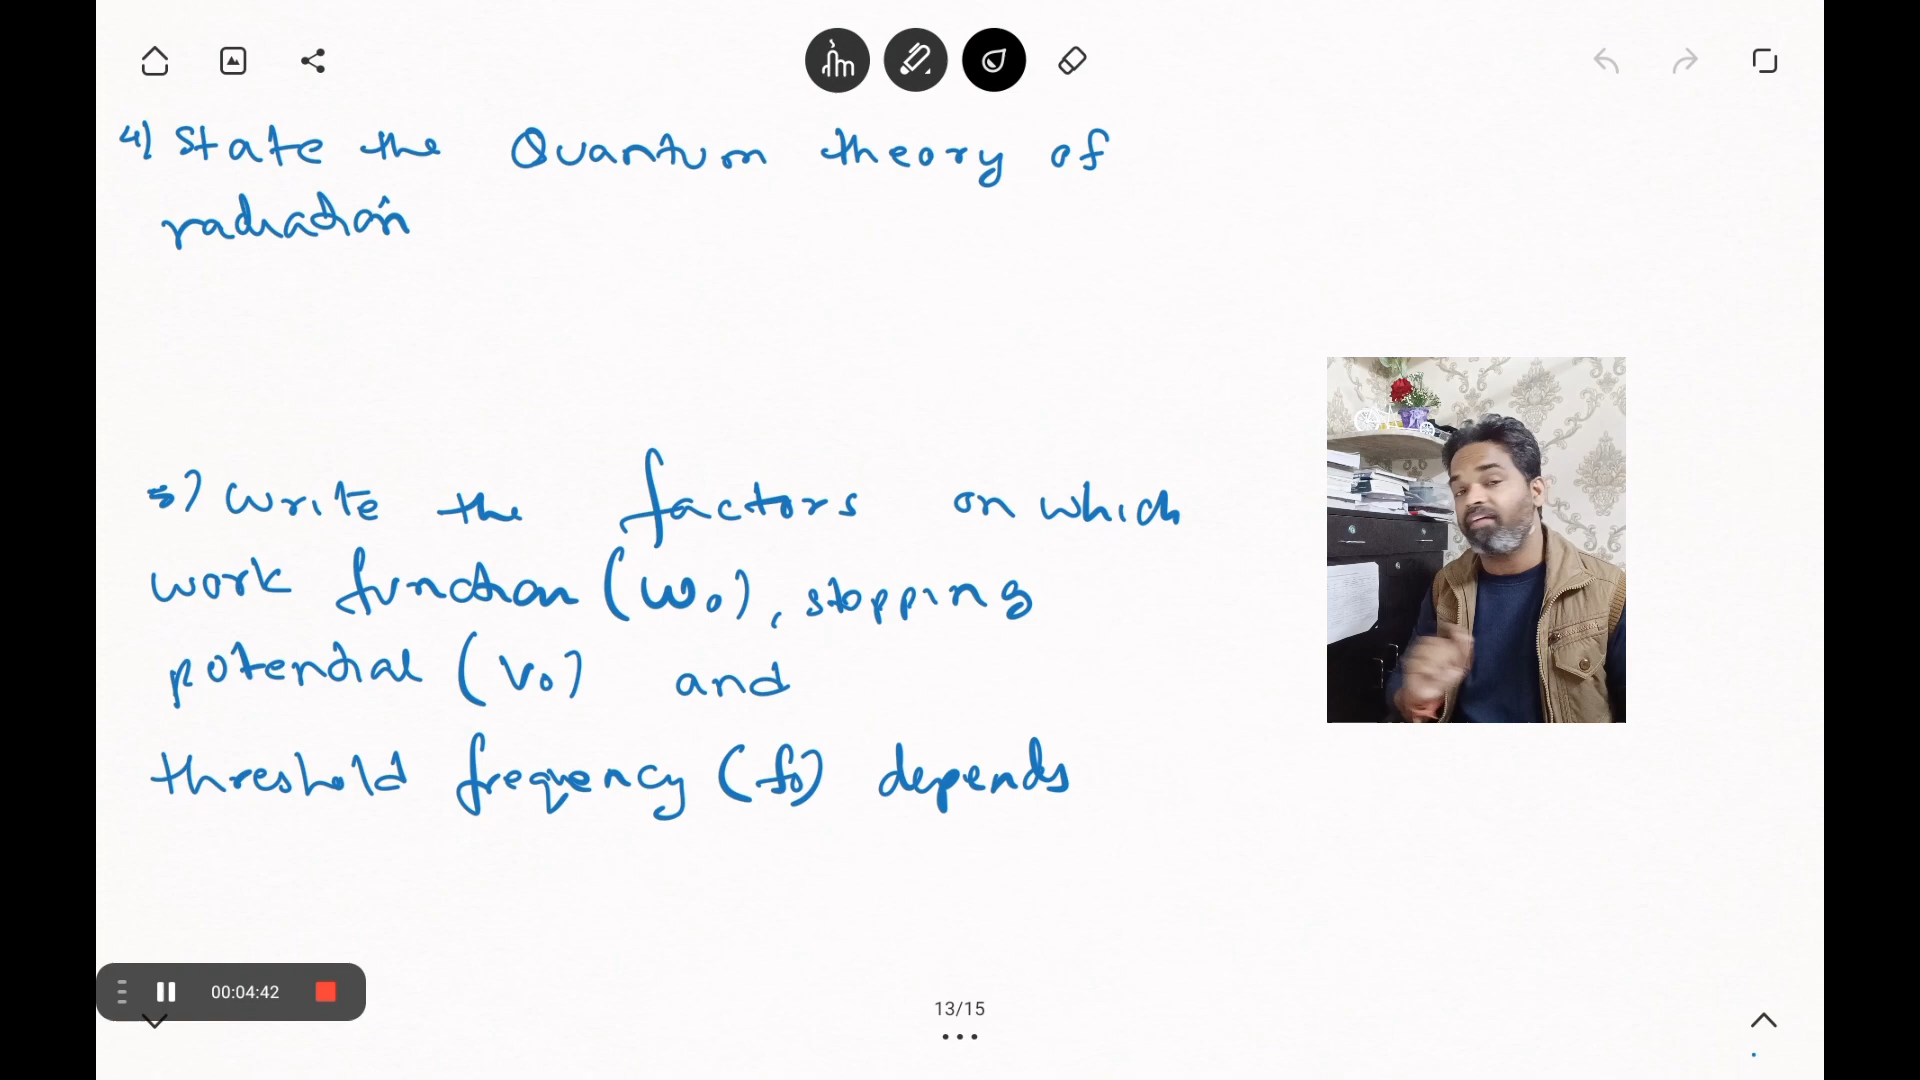 4) State the Quantum theory of
radiation
5) Write the factors on which
work function (W₀), stopping
potential (V₀) and
threshold frequency (f₀) depends
00:04:42
13/15